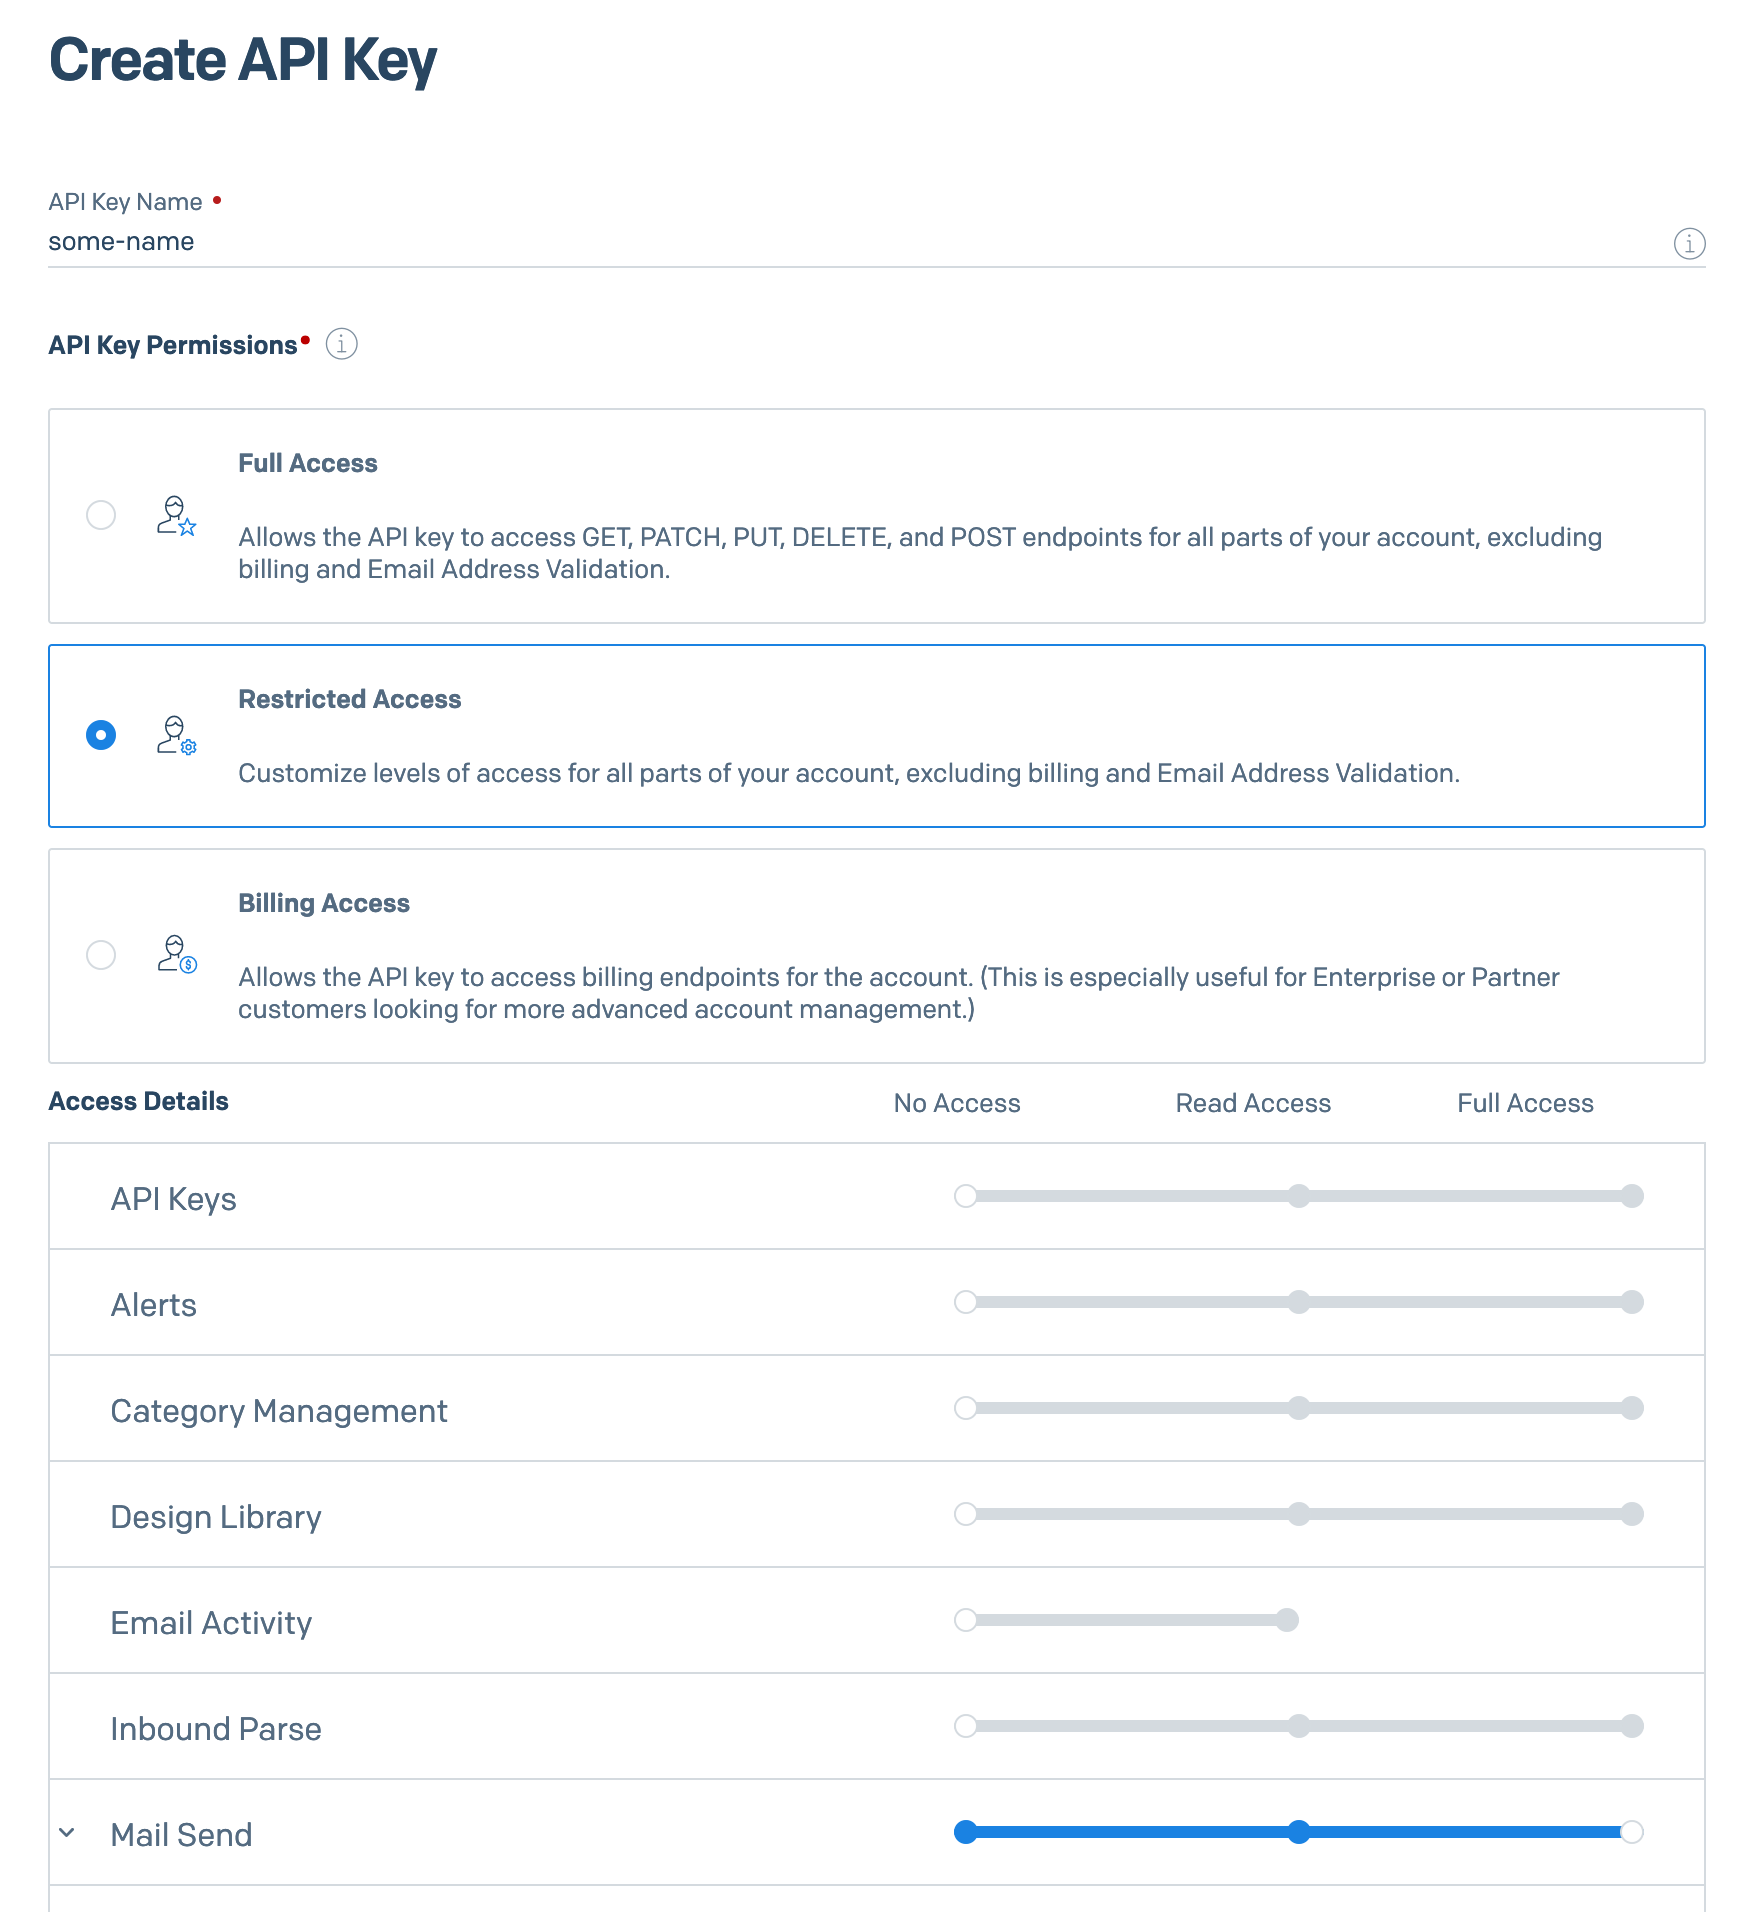 Create API Key
API Key Name
some-name
API Key Permissions
Full Access
Allows the API key to access GET, PATCH, PUT, DELETE, and POST endpoints for all parts of your account, excluding
billing and Email Address Validation.
Restricted Access
Customize levels of access for all parts of your account, excluding billing and Email Address Validation.
Billing Access
Allows the API key to access billing endpoints for the account. (This is especially useful for Enterprise or Partner
customers looking for more advanced account management.)
Access Details No Access Read Access Full Access
API Keys
Alerts
Category Management
Design Library
Email Activity
Inbound Parse
Mail Send